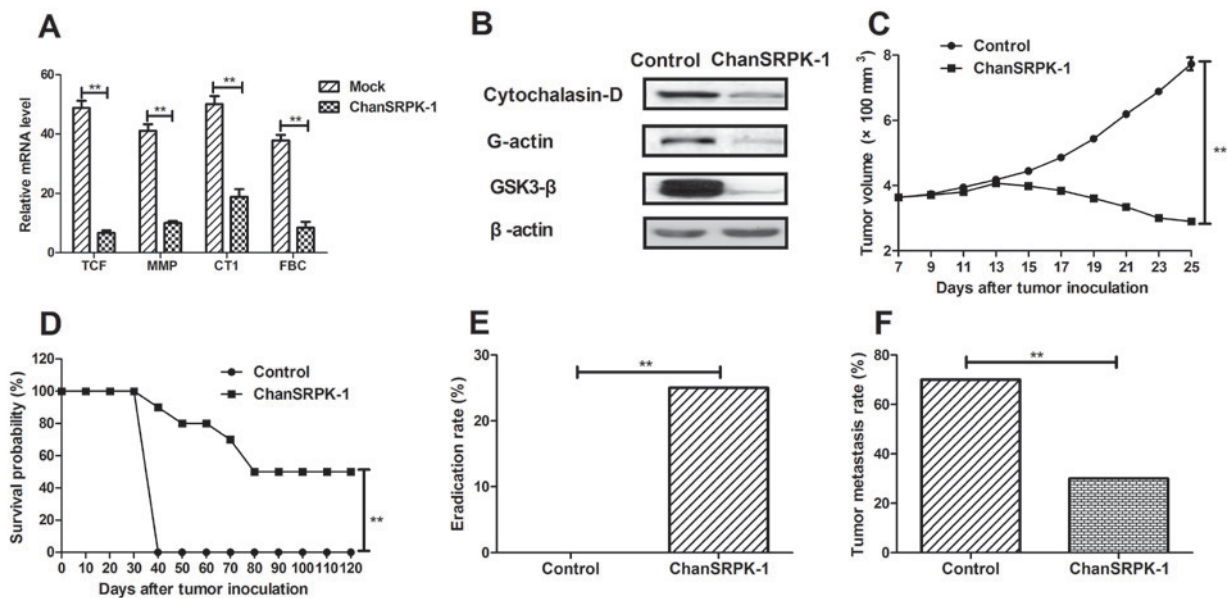 A
Relative mRNA level
60
40
20
0
**
**
**
**
Mock
ChanSRPK-1
TCF
MMP
CT1
FBC
B
Control ChanSRPK-1
Cytochalasin-D
G-actin
GSK3-β
β -actin
C
Control
ChanSRPK-1
Tumor volume (× 100 mm 3)
8
6
4
2
**
7 9 11 13 15 17 19 21 23 25
Days after tumor inoculation
D
Control
ChanSRPK-1
Survival probability (%)
120
100
80
60
40
20
0
**
0 10 20 30 40 50 60 70 80 90 100 110 120
Days after tumor inoculation
E
Eradication rate (%)
30
20
10
0
**
Control ChanSRPK-1
F
Tumor metastasis rate (%)
80
60
40
20
0
**
Control ChanSRPK-1